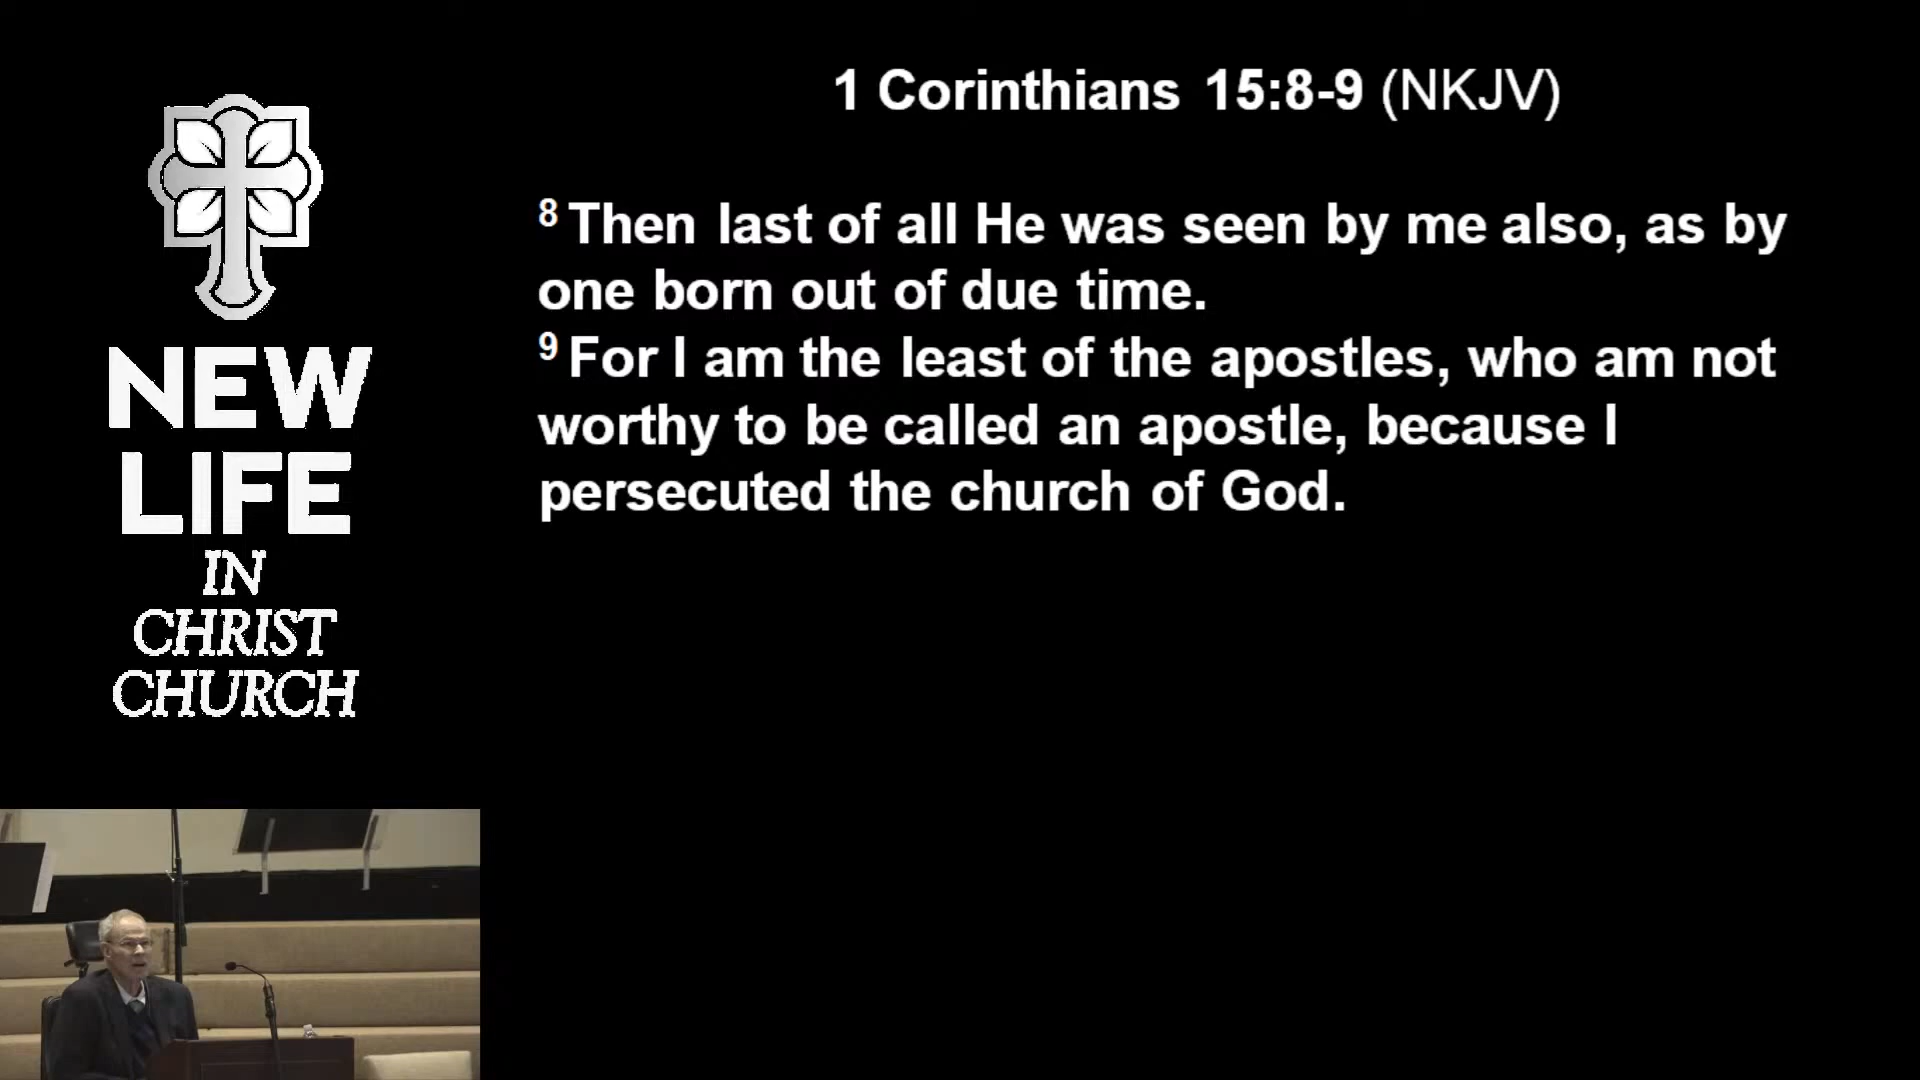 1 Corinthians 15:8-9 (NKJV)
8 Then last of all He was seen by me also, as by
one born out of due time.
9 For I am the least of the apostles, who am not
worthy to be called an apostle, because I
persecuted the church of God.
NEW
LIFE
IN
CHRIST
CHURCH